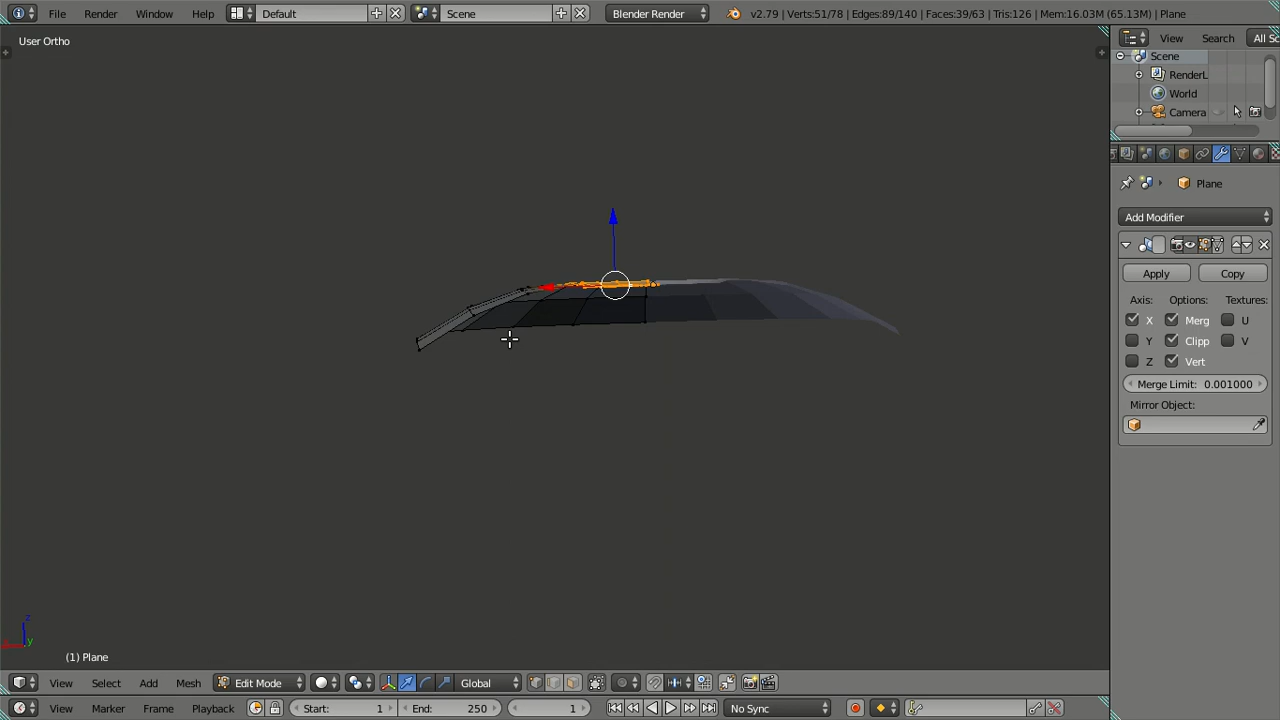 File Render Window Help Default Scene Blender Render v2.79 | Verts:51/78 | Edges:89/140 | Faces:39/63 | Tris:126 | Mem:16.03M (65.13M) | Plane
User Ortho
View Search All Sc
Scene
RenderL
World
Camera
Plane
Add Modifier
Apply Copy
Axis: Options: Textures:
X Merg U
Y Clipp V
Z Vert
Merge Limit: 0.001000
Mirror Object:
z
x y
(1) Plane
View Select Add Mesh Edit Mode Global
View Marker Frame Playback Start: 1 End: 250 1 No Sync